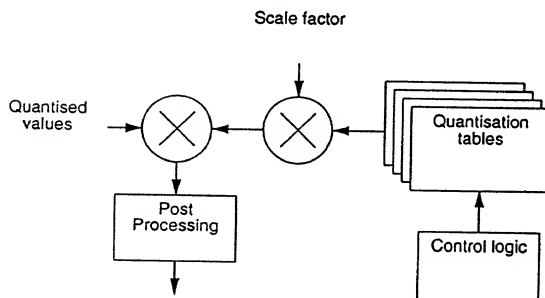 Scale factor
Quantised
values
Quantisation
tables
Post
Processing
Control logic